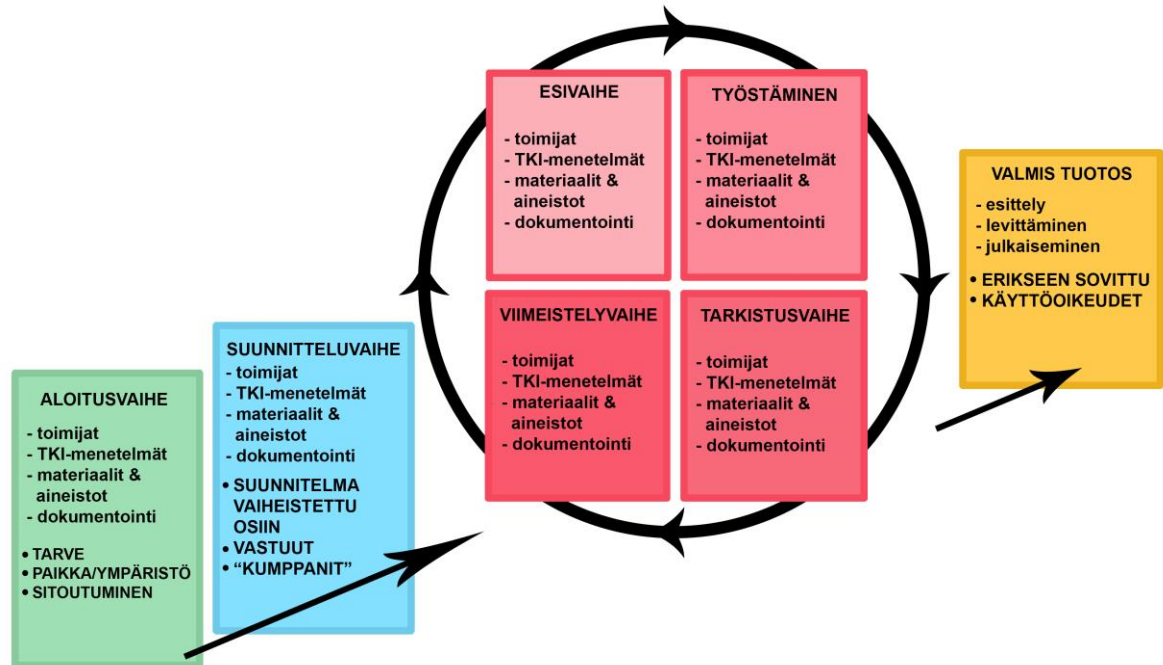 ALOITUSVAIHE
- toimijat
- TKI-menetelmät
- materiaalit &
aineistot
- dokumentointi
• TARVE
• PAIKKA/YMPÄRISTÖ
• SITOUTUMINEN
SUUNNITTELUVAIHE
- toimijat
- TKI-menetelmät
- materiaalit &
aineistot
- dokumentointi
• SUUNNITELMA
VAIHEISTETTU
OSIIN
• VASTUUT
• “KUMPPANIT”
ESIVAIHE
- toimijat
- TKI-menetelmät
- materiaalit &
aineistot
- dokumentointi
TYÖSTÄMINEN
- toimijat
- TKI-menetelmät
- materiaalit &
aineistot
- dokumentointi
VIIMEISTELYVAIHE
- toimijat
- TKI-menetelmät
- materiaalit &
aineistot
- dokumentointi
TARKISTUSVAIHE
- toimijat
- TKI-menetelmät
- materiaalit &
aineistot
- dokumentointi
VALMIS TUOTOS
- esittely
- levittäminen
- julkaiseminen
• ERIKSEEN SOVITTU
• KÄYTTÖOIKEUDET